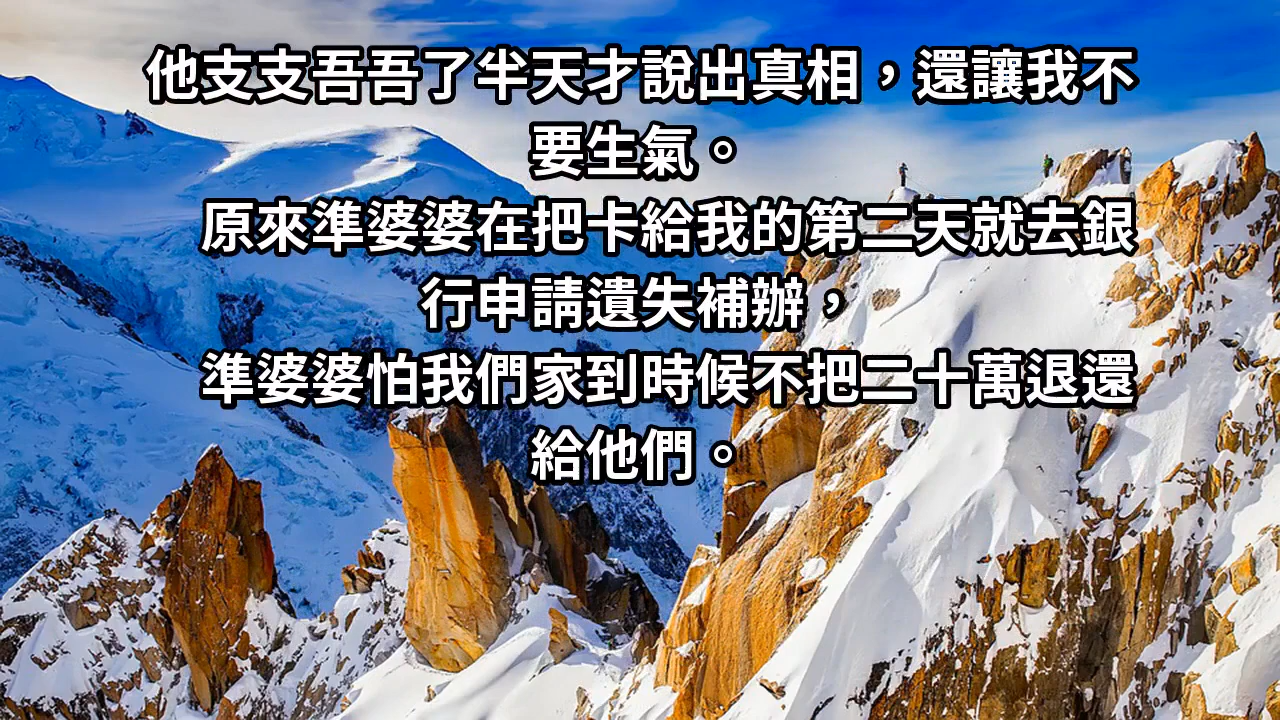 他支支吾吾了半天才說出真相，還讓我不
要生氣。
原來準婆婆在把卡給我的第二天就去銀
行申請遺失補辦，
準婆婆怕我們家到時候不把二十萬退還
給他們。